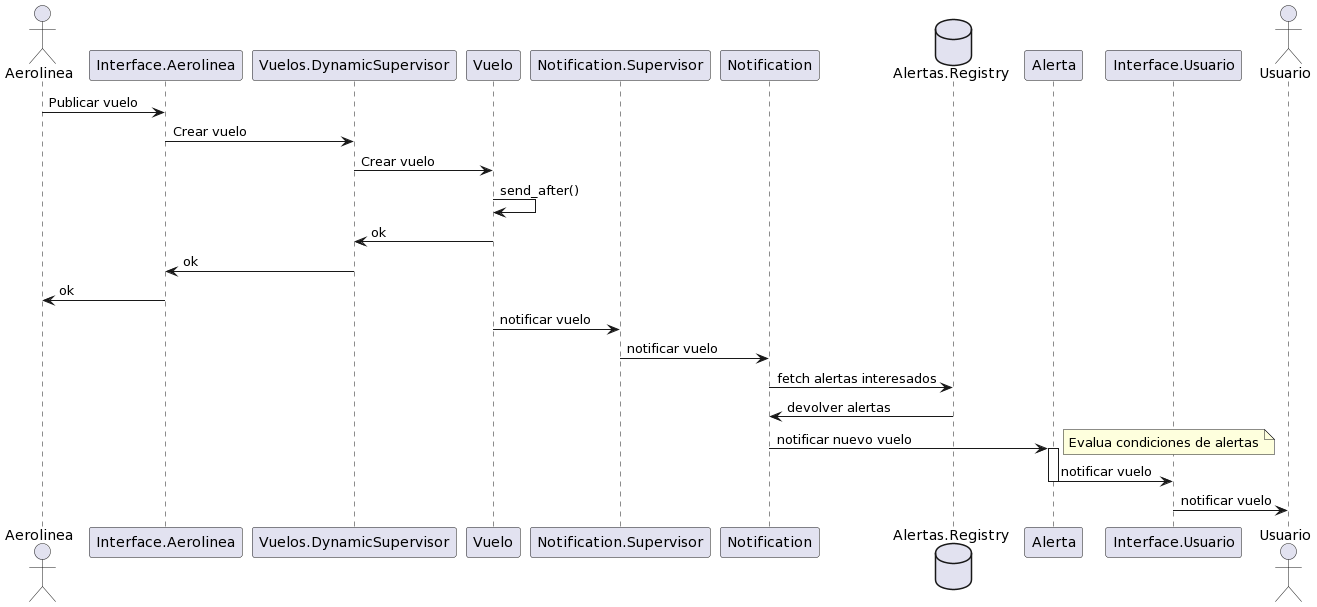 Aerolinea
Interface.Aerolinea
Vuelos.DynamicSupervisor
Vuelo
Notification.Supervisor
Notification
Alertas.Registry
Alerta
Interface.Usuario
Usuario
Publicar vuelo
Crear vuelo
Crear vuelo
send_after()
ok
ok
ok
notificar vuelo
notificar vuelo
fetch alertas interesados
devolver alertas
notificar nuevo vuelo
Evalua condiciones de alertas
notificar vuelo
notificar vuelo
Aerolinea
Interface.Aerolinea
Vuelos.DynamicSupervisor
Vuelo
Notification.Supervisor
Notification
Alertas.Registry
Alerta
Interface.Usuario
Usuario